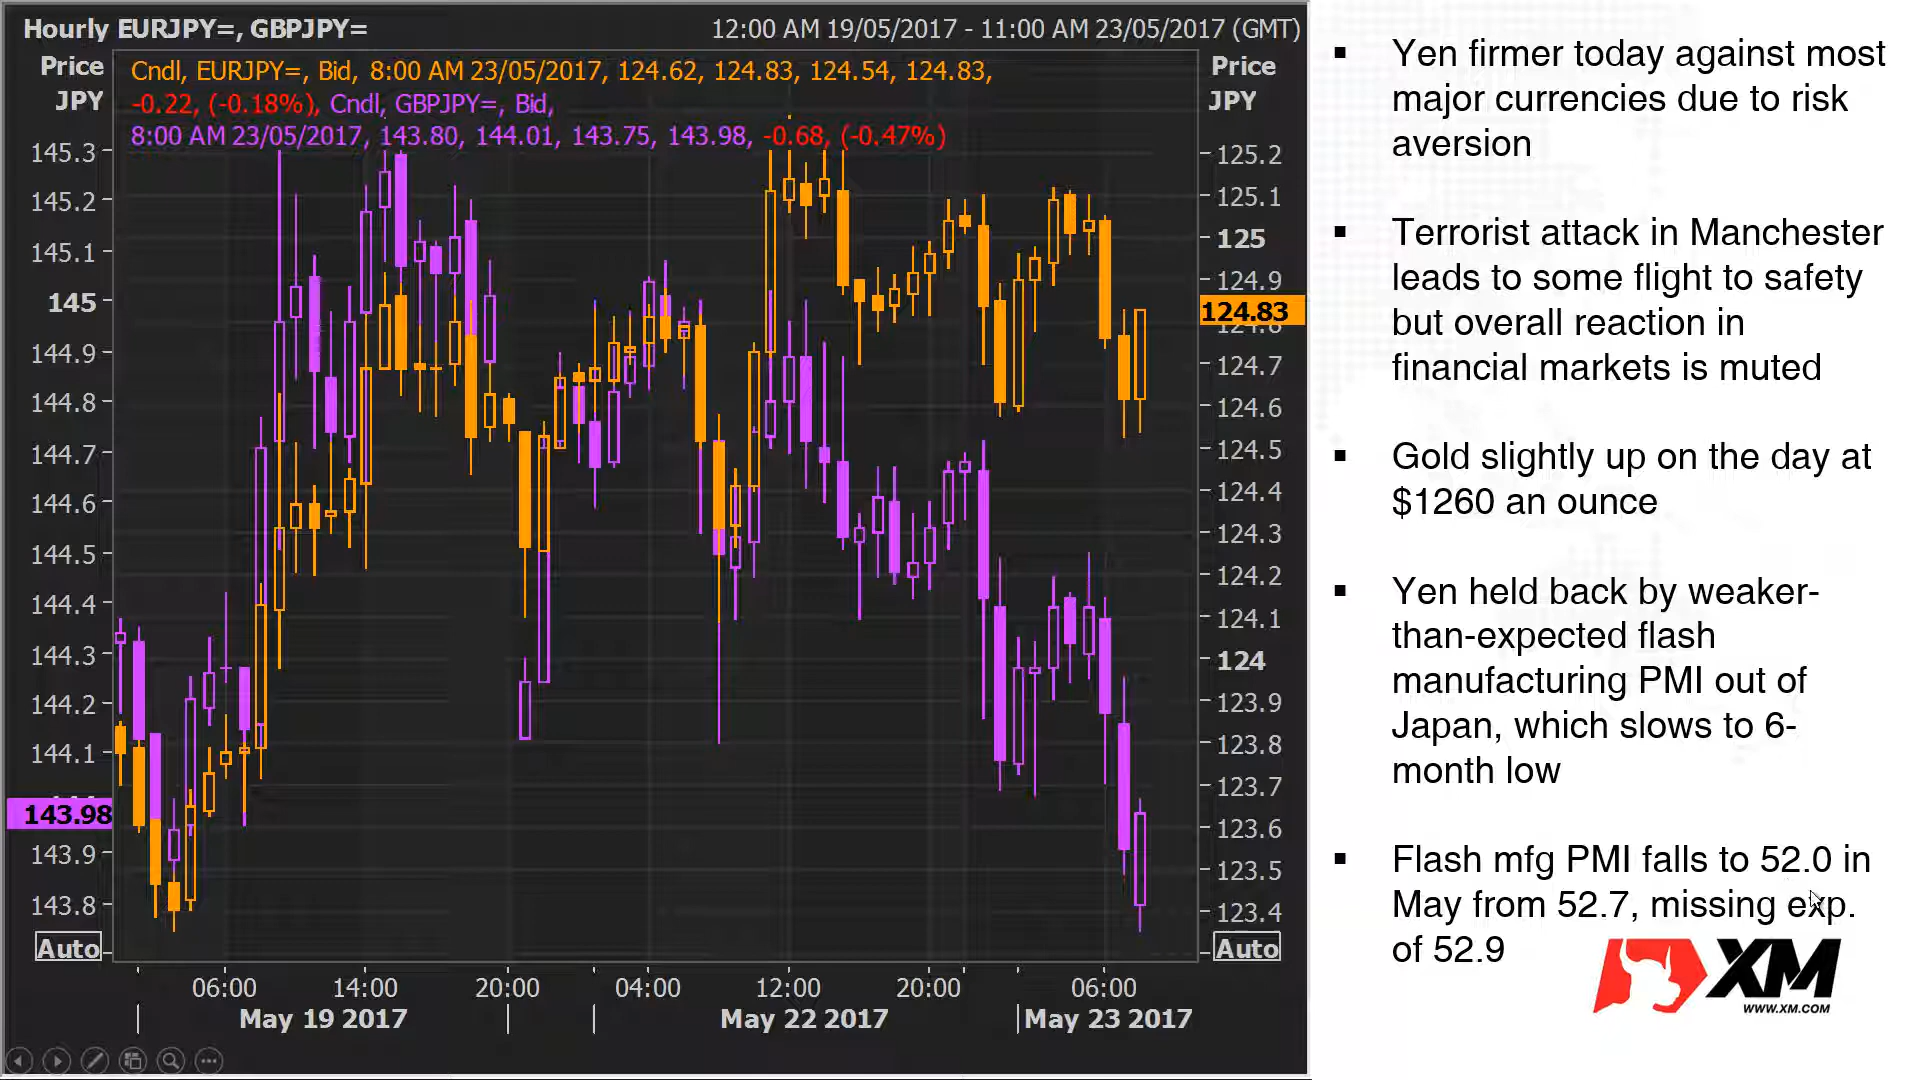 Hourly EURJPY=, GBPJPY=
12:00 AM 19/05/2017 - 11:00 AM 23/05/2017 (GMT)
Price
JPY
Cndl, EURJPY=, Bid, 8:00 AM 23/05/2017, 124.62, 124.83, 124.54, 124.83,
-0.22, (-0.18%), Cndl, GBPJPY=, Bid,
8:00 AM 23/05/2017, 143.80, 144.01, 143.75, 143.98, -0.68, (-0.47%)
145.3
145.2
145.1
145
144.9
144.8
144.7
144.6
144.5
144.4
144.3
144.2
144.1
143.98
143.9
143.8
Auto
Price
JPY
125.2
125.1
125
124.9
124.83
124.7
124.6
124.5
124.4
124.3
124.2
124.1
124
123.9
123.8
123.7
123.6
123.5
123.4
Auto
06:00 14:00 20:00 04:00 12:00 20:00 06:00
May 19 2017 May 22 2017 May 23 2017
▪ Yen firmer today against most
major currencies due to risk
aversion
▪ Terrorist attack in Manchester
leads to some flight to safety
but overall reaction in
financial markets is muted
▪ Gold slightly up on the day at
$1260 an ounce
▪ Yen held back by weaker-
than-expected flash
manufacturing PMI out of
Japan, which slows to 6-
month low
▪ Flash mfg PMI falls to 52.0 in
May from 52.7, missing exp.
of 52.9
XM
WWW.XM.COM